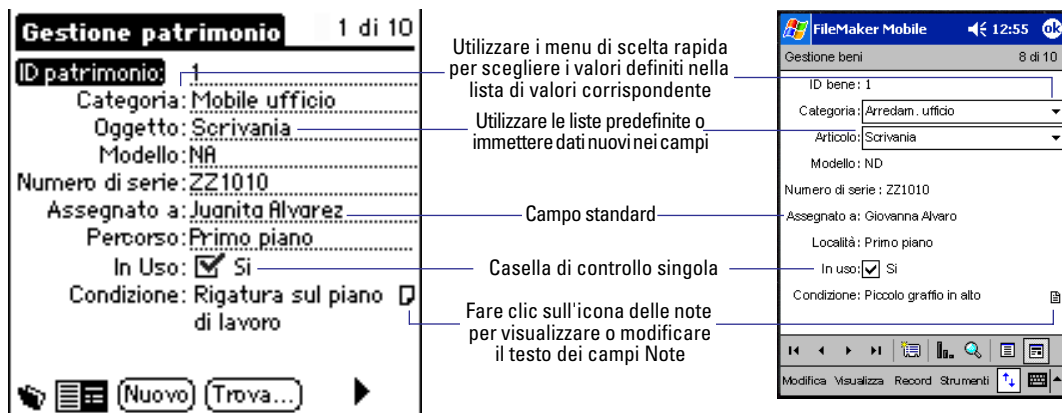 Gestione patrimonio 1 di 10
ID patrimonio: 1
Categoria: Mobile ufficio
Oggetto: Scrivania
Modello: NA
Numero di serie: ZZ1010
Assegnato a: Juanita Alvarez
Percorso: Primo piano
In Uso: Si
Condizione: Rigatura sul piano
di lavoro
Nuovo Trova...
Utilizzare i menu di scelta rapida
per scegliere i valori definiti nella
lista di valori corrispondente
Utilizzare le liste predefinite o
immettere dati nuovi nei campi
Campo standard
Casella di controllo singola
Fare clic sull'icona delle note
per visualizzare o modificare
il testo dei campi Note
FileMaker Mobile 12:55 ok
Gestione beni 8 di 10
ID bene: 1
Categoria: Arredam. ufficio
Articolo: Scrivania
Modello: ND
Numero di serie : ZZ1010
Assegnato a: Giovanna Alvaro
Località: Primo piano
In uso: Si
Condizione: Piccolo graffio in alto
Modifica Visualizza Record Strumenti